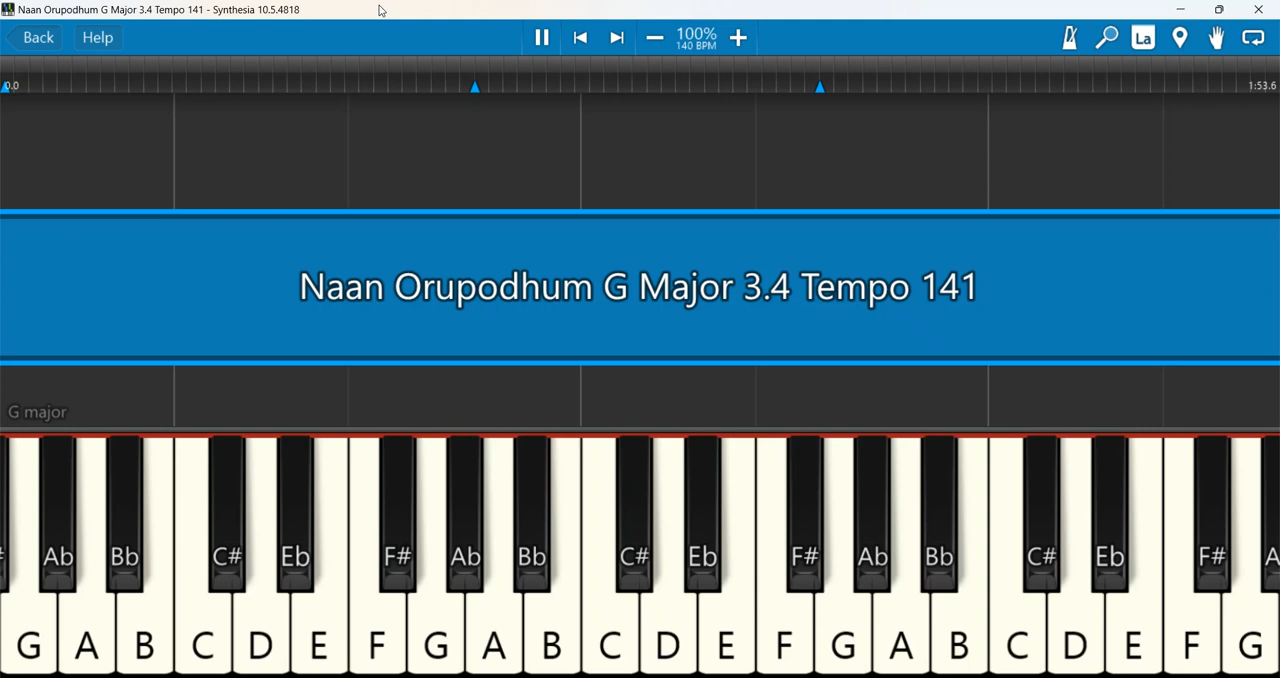 Naan Orupodhum G Major 3.4 Tempo 141 - Synthesia 10.5.4818
Back Help 100% La
140 BPM
0.0 1:53.6
Naan Orupodhum G Major 3.4 Tempo 141
G major
Ab Bb C# Eb F# Ab Bb C# Eb F# Ab Bb C# Eb F# A
G A B C D E F G A B C D E F G A B C D E F G